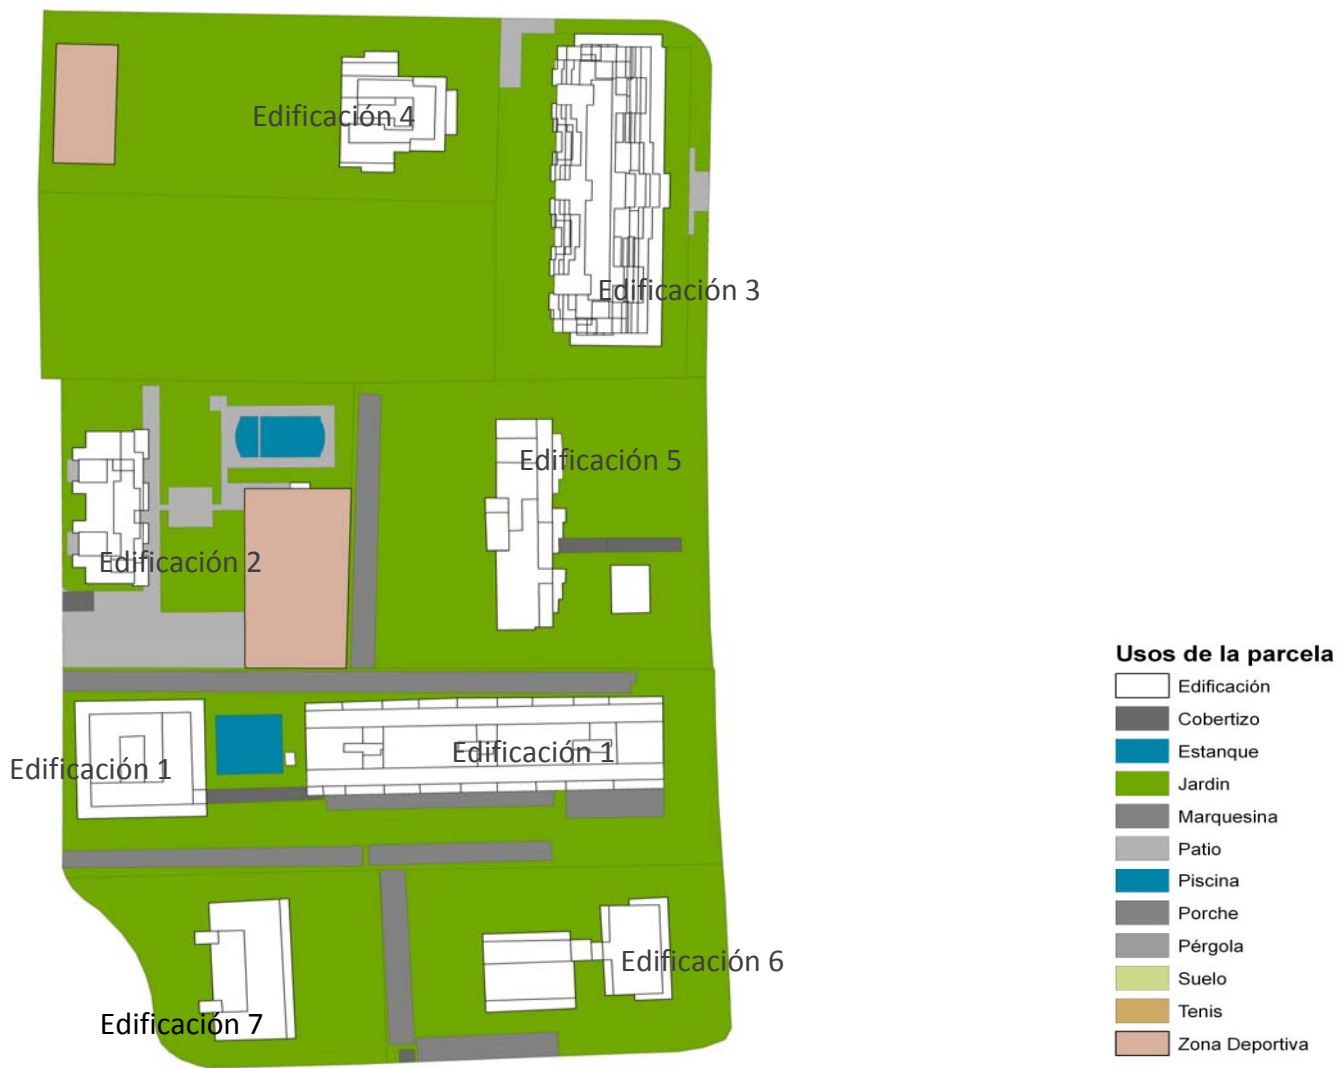 Edificación 4
Edificación 3
Edificación 5
Edificación 2
Edificación 1
Edificación 1
Edificación 6
Edificación 7
Usos de la parcela
Edificación
Cobertizo
Estanque
Jardin
Marquesina
Patio
Piscina
Porche
Pérgola
Suelo
Tenis
Zona Deportiva